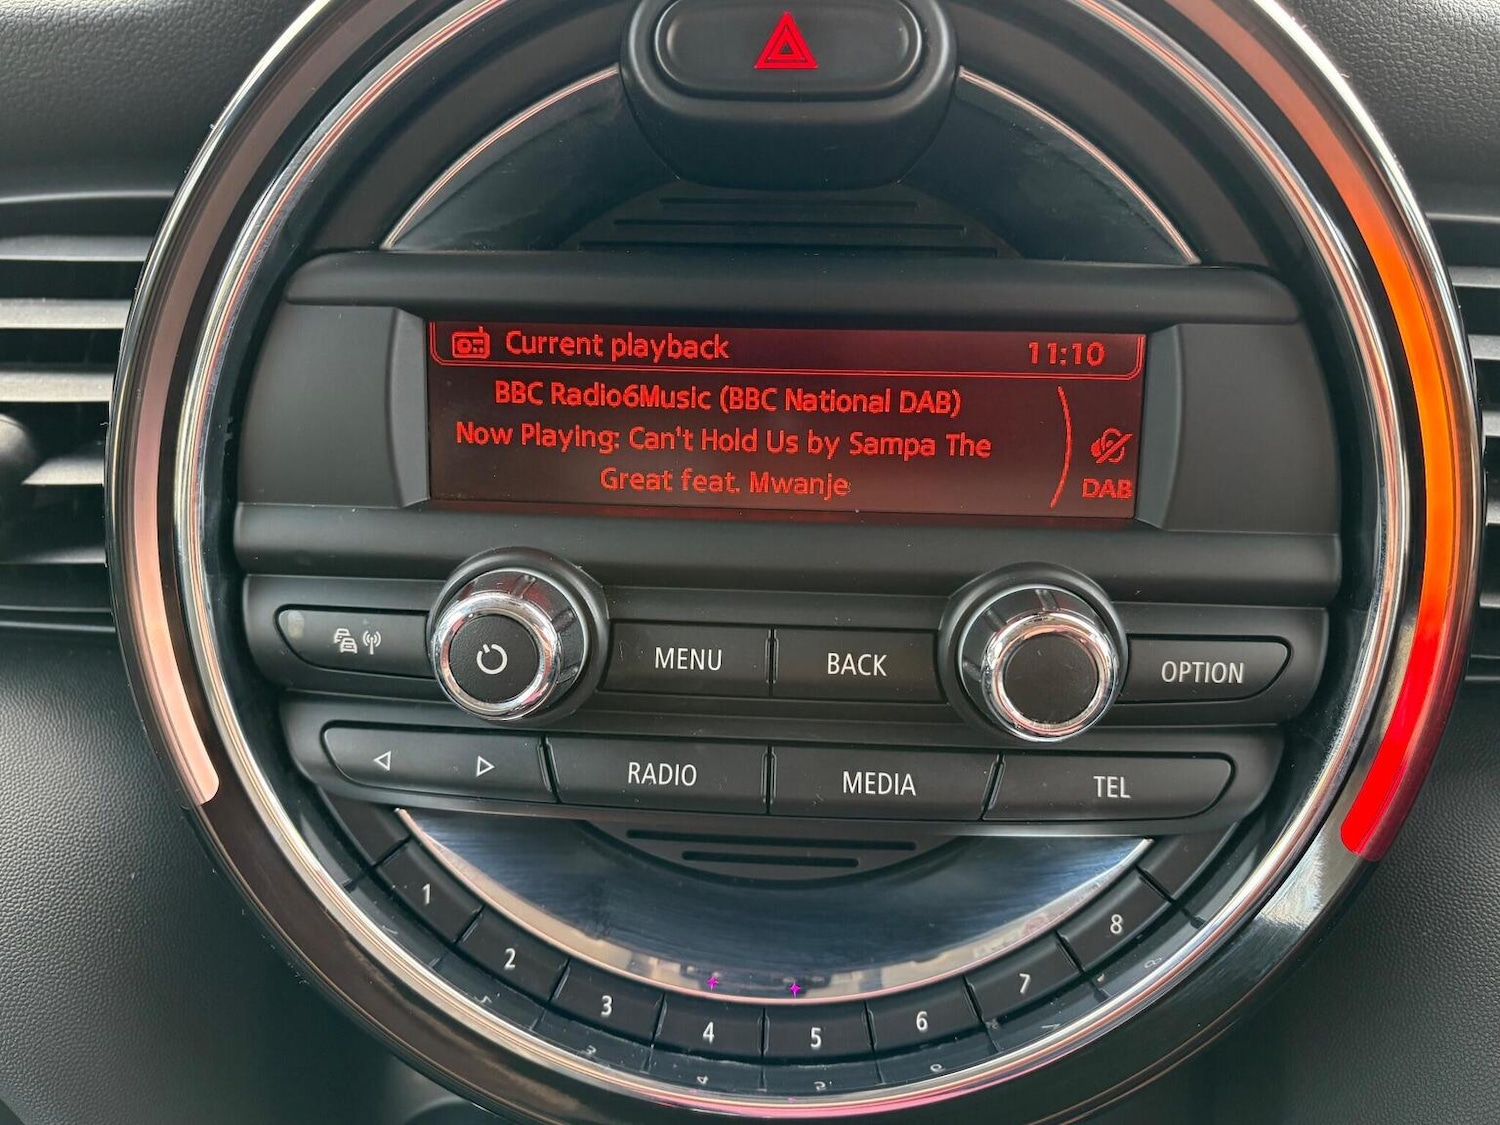 Current playback 11:10
BBC Radio6Music (BBC National DAB)
Now Playing: Can't Hold Us by Sampa The
Great feat. Mwanje
DAB
MENU
BACK
OPTION
RADIO
MEDIA
TEL
1
2
3
4
5
6
7
8